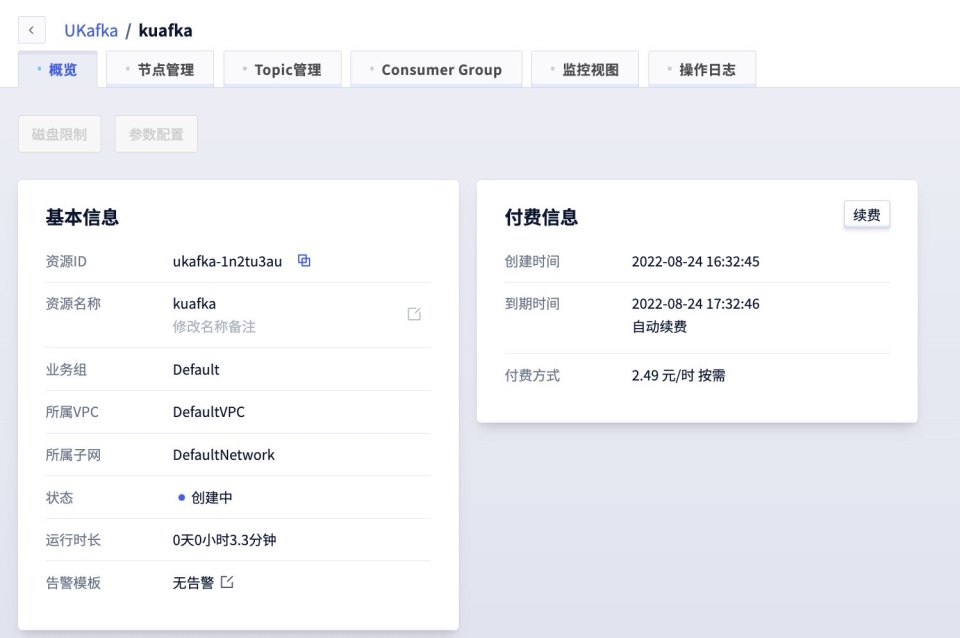 UKafka / kuafka
概览 节点管理 Topic管理 Consumer Group 监控视图 操作日志
磁盘限制 参数配置
基本信息
资源ID ukafka-1n2tu3au
资源名称 kuafka
修改名称备注
业务组 Default
所属VPC DefaultVPC
所属子网 DefaultNetwork
状态 创建中
运行时长 0天0小时3.3分钟
告警模板 无告警
付费信息 续费
创建时间 2022-08-24 16:32:45
到期时间 2022-08-24 17:32:46
自动续费
付费方式 2.49 元/时 按需